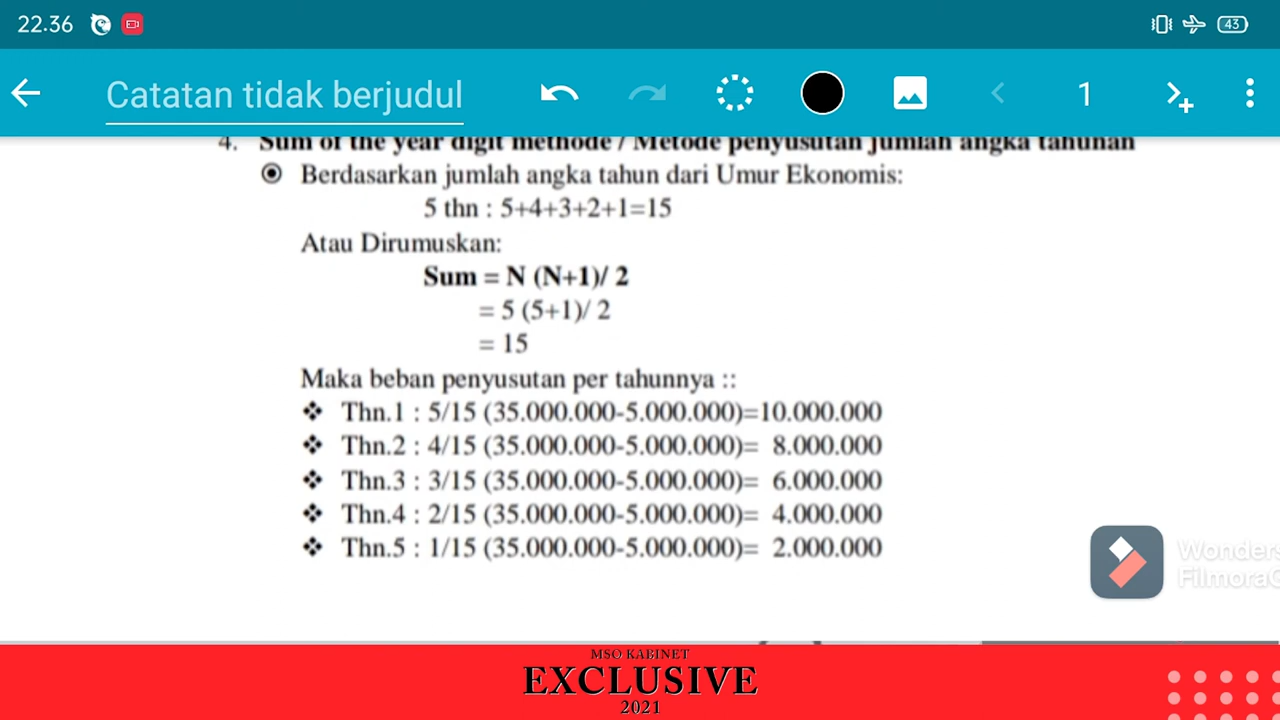 22.36
43
Catatan tidak berjudul
1
4. Sum of the year digit methode / Metode penyusutan jumlah angka tahunan
Berdasarkan jumlah angka tahun dari Umur Ekonomis:
5 thn : 5+4+3+2+1=15
Atau Dirumuskan:
Sum = N (N+1)/ 2
= 5 (5+1)/ 2
= 15
Maka beban penyusutan per tahunnya ::
❖ Thn.1 : 5/15 (35.000.000-5.000.000)=10.000.000
❖ Thn.2 : 4/15 (35.000.000-5.000.000)= 8.000.000
❖ Thn.3 : 3/15 (35.000.000-5.000.000)= 6.000.000
❖ Thn.4 : 2/15 (35.000.000-5.000.000)= 4.000.000
❖ Thn.5 : 1/15 (35.000.000-5.000.000)= 2.000.000
Wonders
FilmoraG
MSO KABINET
EXCLUSIVE
2021